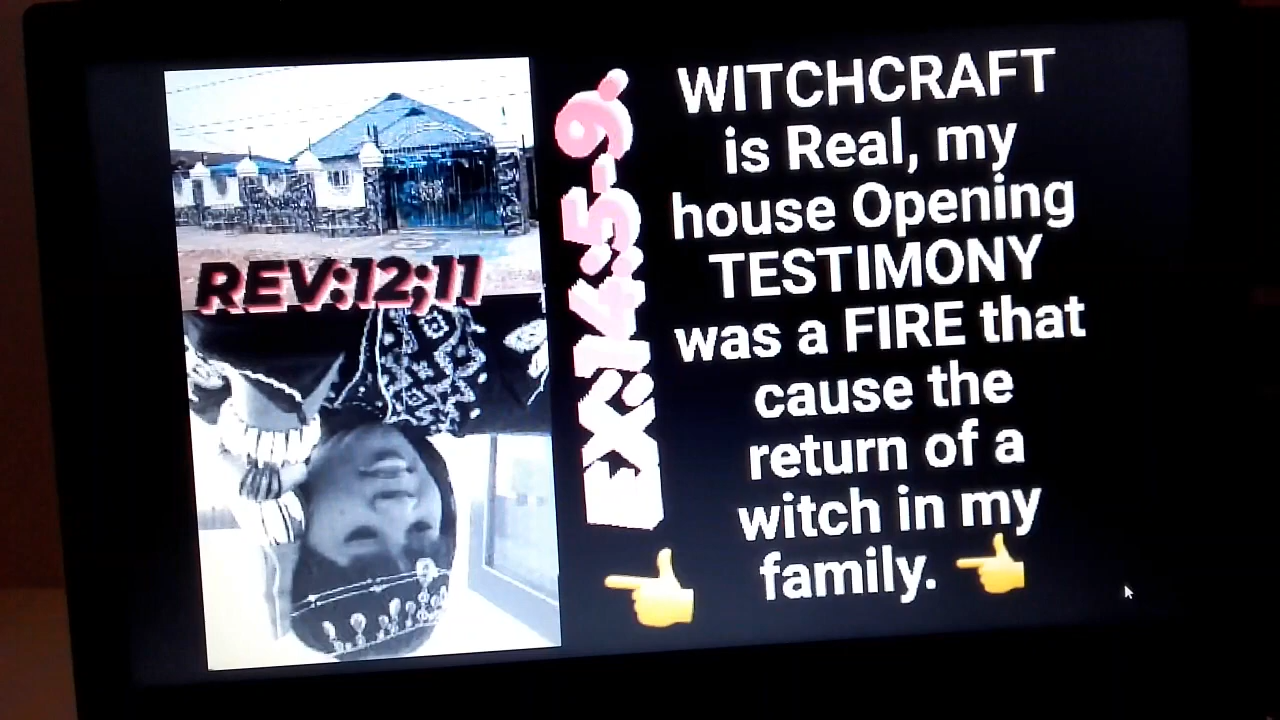 REV:12;11
EX:14:5-9,
WITCHCRAFT
is Real, my
house Opening
TESTIMONY
was a FIRE that
cause the
return of a
witch in my
family.